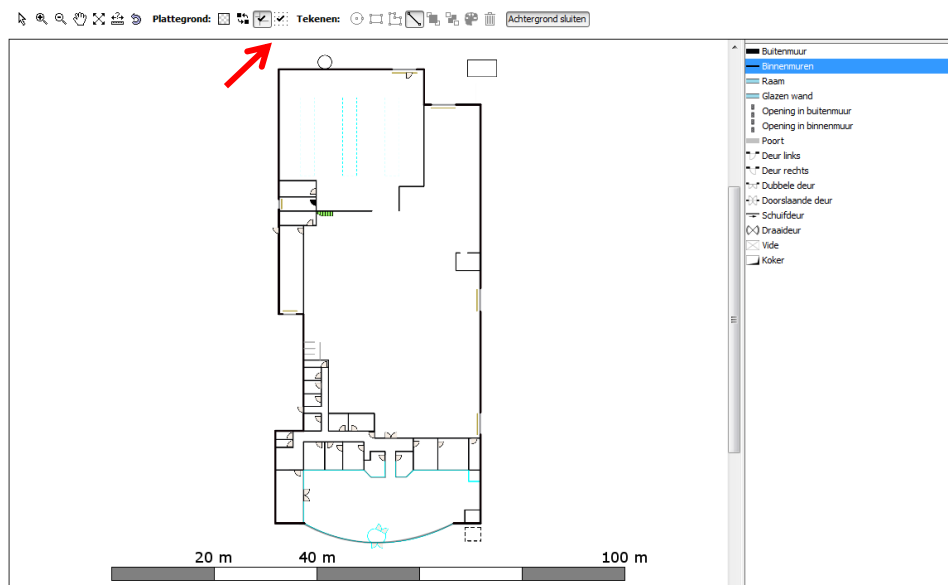 Plattegrond: Tekenen: Achtergrond sluiten
Buitenmuur
Binnenmuren
Raam
Glazen wand
Opening in buitenmuur
Opening in binnenmuur
Poort
Deur links
Deur rechts
Dubbele deur
Doorslaande deur
Schuifdeur
Draaideur
Vide
Koker
20 m 40 m 100 m